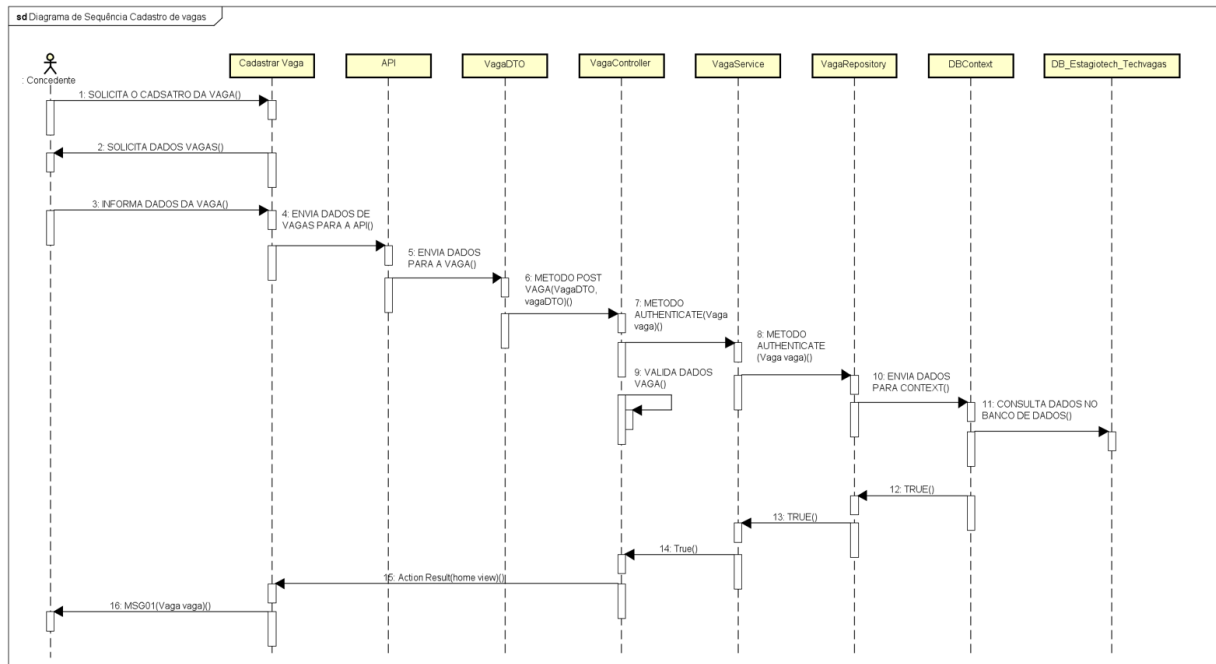 sd Diagrama de Sequência Cadastro de vagas
: Concedente
Cadastrar Vaga
API
VagaDTO
VagaController
VagaService
VagaRepository
DBContext
DB_Estagiotech_Techvagas
1: SOLICITA O CADSATRO DA VAGA()
2: SOLICITA DADOS VAGAS()
3: INFORMA DADOS DA VAGA()
4: ENVIA DADOS DE
VAGAS PARA A API()
5: ENVIA DADOS
PARA A VAGA()
6: METODO POST
VAGA(VagaDTO,
vagaDTO)()
7: METODO
AUTHENTICATE(Vaga
vaga)()
8: METODO
AUTHENTICATE
(Vaga vaga)()
9: VALIDA DADOS
VAGA()
10: ENVIA DADOS
PARA CONTEXT()
11: CONSULTA DADOS NO
BANCO DE DADOS()
12: TRUE()
13: TRUE()
14: True()
15: Action Result(home view)()
16: MSG01(Vaga vaga)()